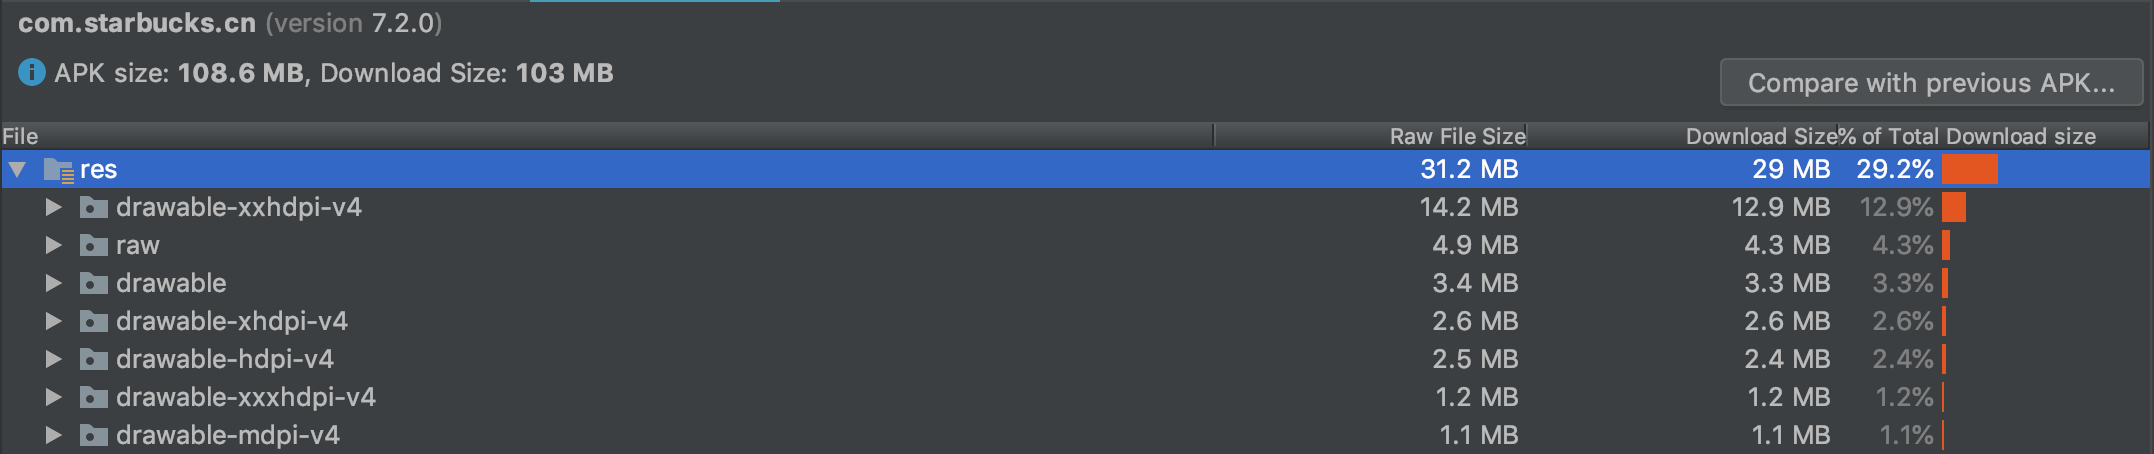 com.starbucks.cn (version 7.2.0)
APK size: 108.6 MB, Download Size: 103 MB
Compare with previous APK...
File Raw File Size Download Size % of Total Download size
res 31.2 MB 29 MB 29.2%
drawable-xxhdpi-v4 14.2 MB 12.9 MB 12.9%
raw 4.9 MB 4.3 MB 4.3%
drawable 3.4 MB 3.3 MB 3.3%
drawable-xhdpi-v4 2.6 MB 2.6 MB 2.6%
drawable-hdpi-v4 2.5 MB 2.4 MB 2.4%
drawable-xxxhdpi-v4 1.2 MB 1.2 MB 1.2%
drawable-mdpi-v4 1.1 MB 1.1 MB 1.1%